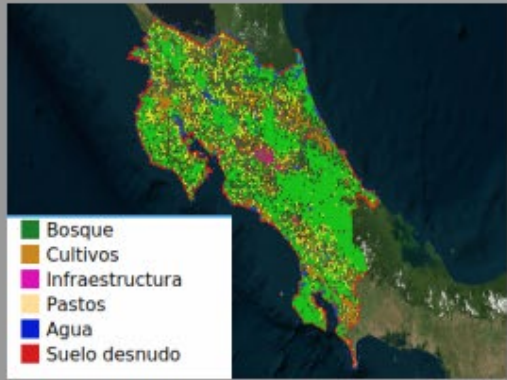 Bosque
Cultivos
Infraestructura
Pastos
Agua
Suelo desnudo